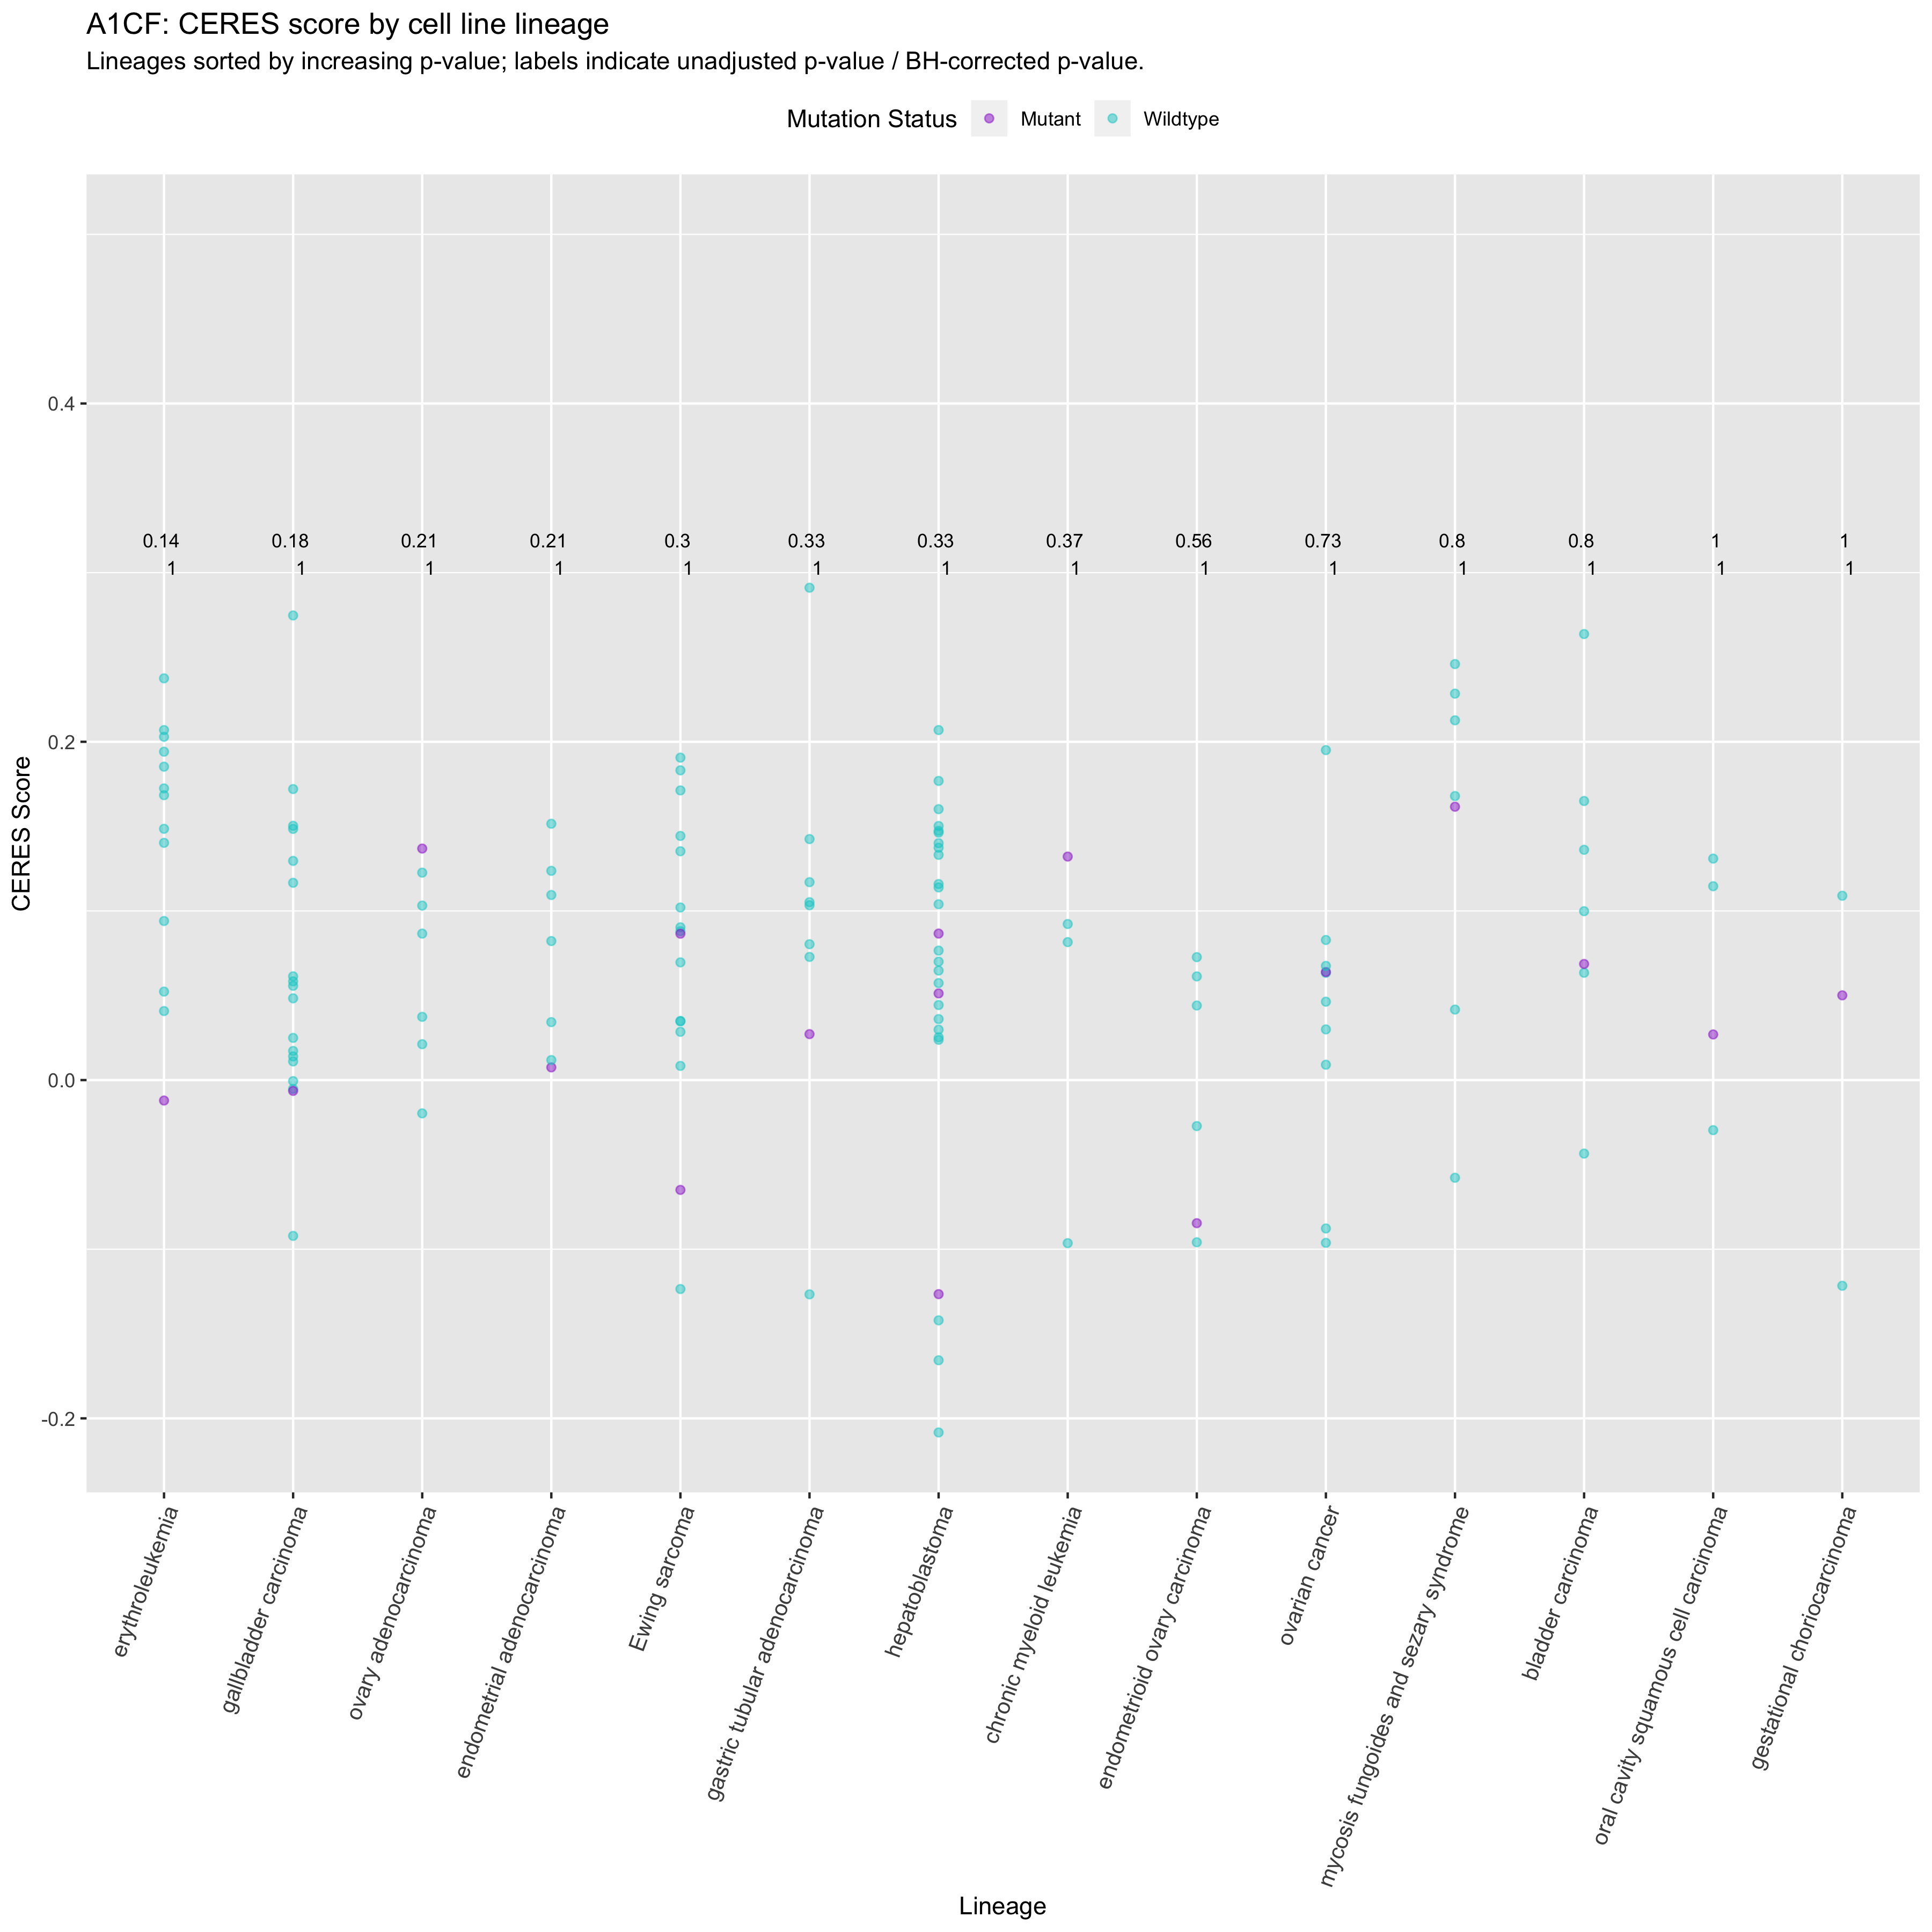 A1CF: CERES score by cell line lineage
Lineages sorted by increasing p-value; labels indicate unadjusted p-value / BH-corrected p-value.
Mutation Status Mutant Wildtype
0.4
0.14 0.18 0.21 0.21 0.3 0.33 0.33 0.37 0.56 0.73 0.8 0.8 1 1
1 1 1 1 1 1 1 1 1 1 1 1 1 1
0.2
0.0
-0.2
CERES Score
erythroleukemia
gallbladder carcinoma
ovary adenocarcinoma
endometrial adenocarcinoma
Ewing sarcoma
gastric tubular adenocarcinoma
hepatoblastoma
chronic myeloid leukemia
endometrioid ovary carcinoma
ovarian cancer
mycosis fungoides and sezary syndrome
bladder carcinoma
oral cavity squamous cell carcinoma
gestational choriocarcinoma
Lineage